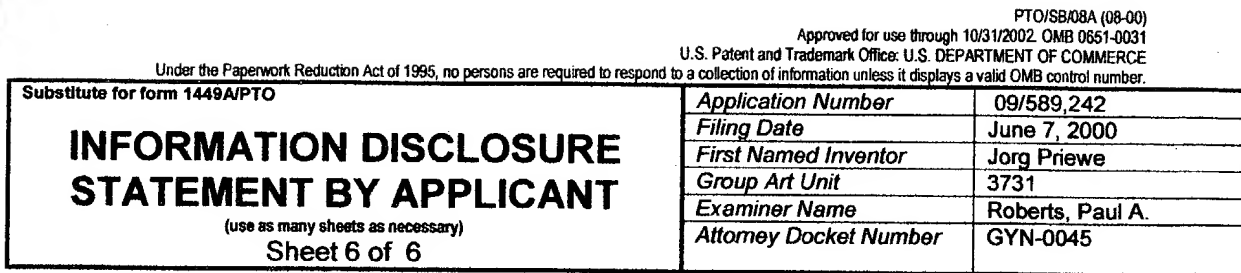 PTO/SB/08A (08-00)
Approved for use through 10/31/2002. OMB 0651-0031
U.S. Patent and Trademark Office: U.S. DEPARTMENT OF COMMERCE
Under the Paperwork Reduction Act of 1995, no persons are required to respond to a collection of information unless it displays a valid OMB control number.
Substitute for form 1449A/PTO
INFORMATION DISCLOSURE
STATEMENT BY APPLICANT
(use as many sheets as necessary)
Sheet 6 of 6
Application Number 09/589,242
Filing Date June 7, 2000
First Named Inventor Jorg Priewe
Group Art Unit 3731
Examiner Name Roberts, Paul A.
Attorney Docket Number GYN-0045